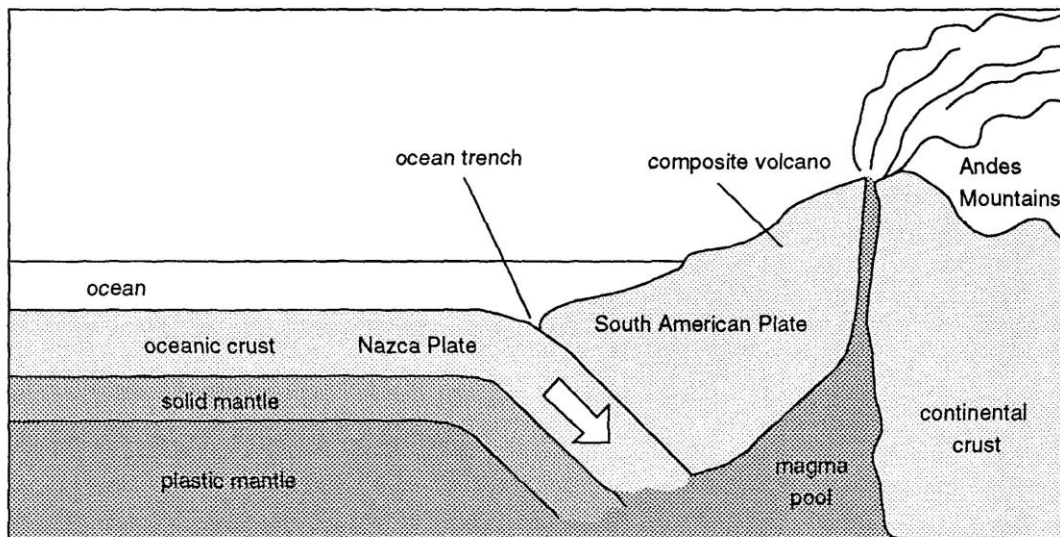 ocean trench
composite volcano
Andes
Mountains
ocean
oceanic crust
Nazca Plate
South American Plate
solid mantle
continental
crust
plastic mantle
magma
pool